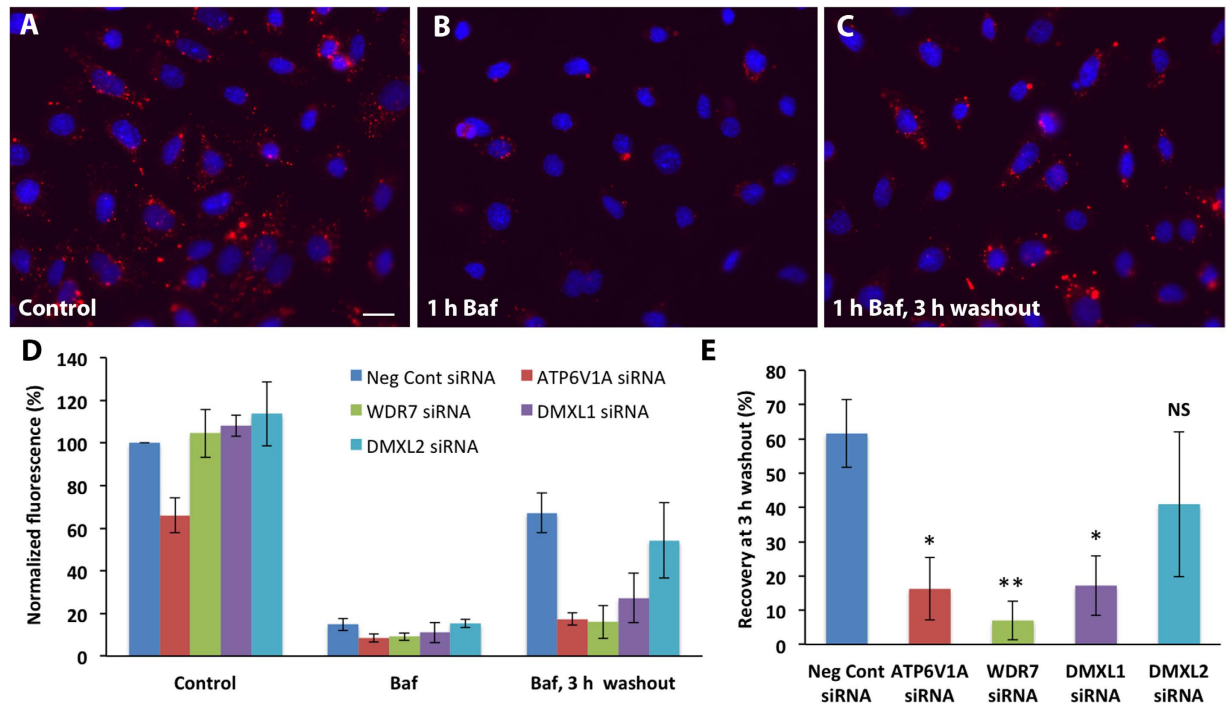 A
Control
B
1 h Baf
C
1 h Baf, 3 h washout
D
Normalized fluorescence (%)
140
120
100
80
60
40
20
0
Neg Cont siRNA
ATP6V1A siRNA
WDR7 siRNA
DMXL1 siRNA
DMXL2 siRNA
Control
Baf
Baf, 3 h washout
E
Recovery at 3 h washout (%)
80
70
60
50
40
30
20
10
0
*
**
*
NS
Neg Cont siRNA
ATP6V1A siRNA
WDR7 siRNA
DMXL1 siRNA
DMXL2 siRNA